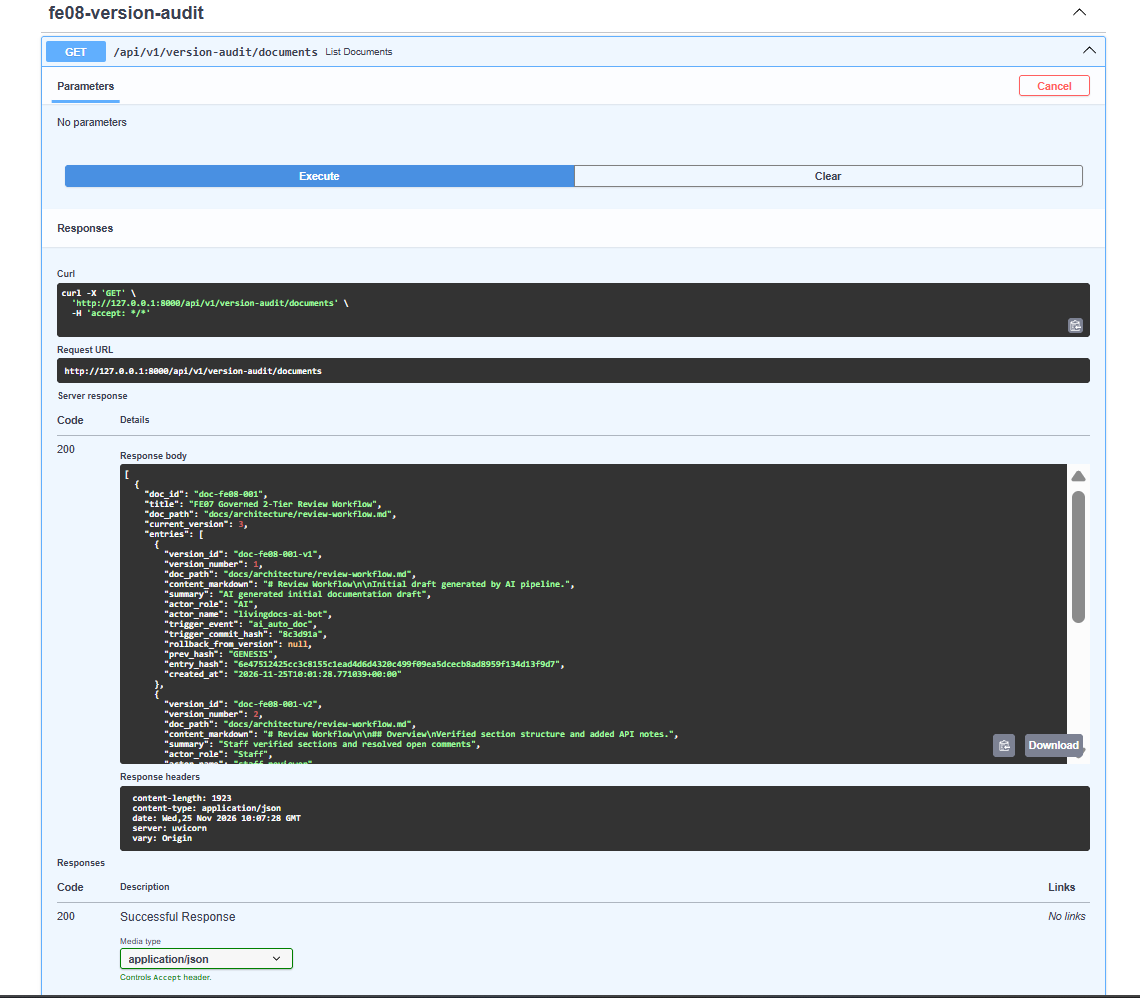 fe08-version-audit
GET /api/v1/version-audit/documents List Documents
Parameters
Cancel
No parameters
Execute
Clear
Responses
Curl
curl -X 'GET' \
  'http://127.0.0.1:8000/api/v1/version-audit/documents' \
  -H 'accept: */*'
Request URL
http://127.0.0.1:8000/api/v1/version-audit/documents
Server response
Code Details
200
Response body
[
  {
    "doc_id": "doc-fe08-001",
    "title": "FE07 Governed 2-Tier Review Workflow",
    "doc_path": "docs/architecture/review-workflow.md",
    "current_version": 3,
    "entries": [
      {
        "version_id": "doc-fe08-001-v1",
        "version_number": 1,
        "doc_path": "docs/architecture/review-workflow.md",
        "content_markdown": "# Review Workflow\n\nInitial draft generated by AI pipeline.",
        "summary": "AI generated initial documentation draft",
        "actor_role": "AI",
        "actor_name": "livingdocs-ai-bot",
        "trigger_event": "ai_auto_doc",
        "trigger_commit_hash": "8c3d91a",
        "rollback_from_version": null,
        "prev_hash": "GENESIS",
        "entry_hash": "6e47512425cc3c8155c1ead4d6d4320c499f09ea5dcecb8ad8959f134d13f9d7",
        "created_at": "2026-11-25T10:01:28.771039+00:00"
      },
      {
        "version_id": "doc-fe08-001-v2",
        "version_number": 2,
        "doc_path": "docs/architecture/review-workflow.md",
        "content_markdown": "# Review Workflow\n\n## Overview\nVerified section structure and added API notes.",
        "summary": "Staff verified sections and resolved open comments",
        "actor_role": "Staff",
Download
Response headers
content-length: 1923
content-type: application/json
date: Wed,25 Nov 2026 10:07:28 GMT
server: uvicorn
vary: Origin
Responses
Code Description Links
200 Successful Response No links
Media type
application/json
Controls Accept header.